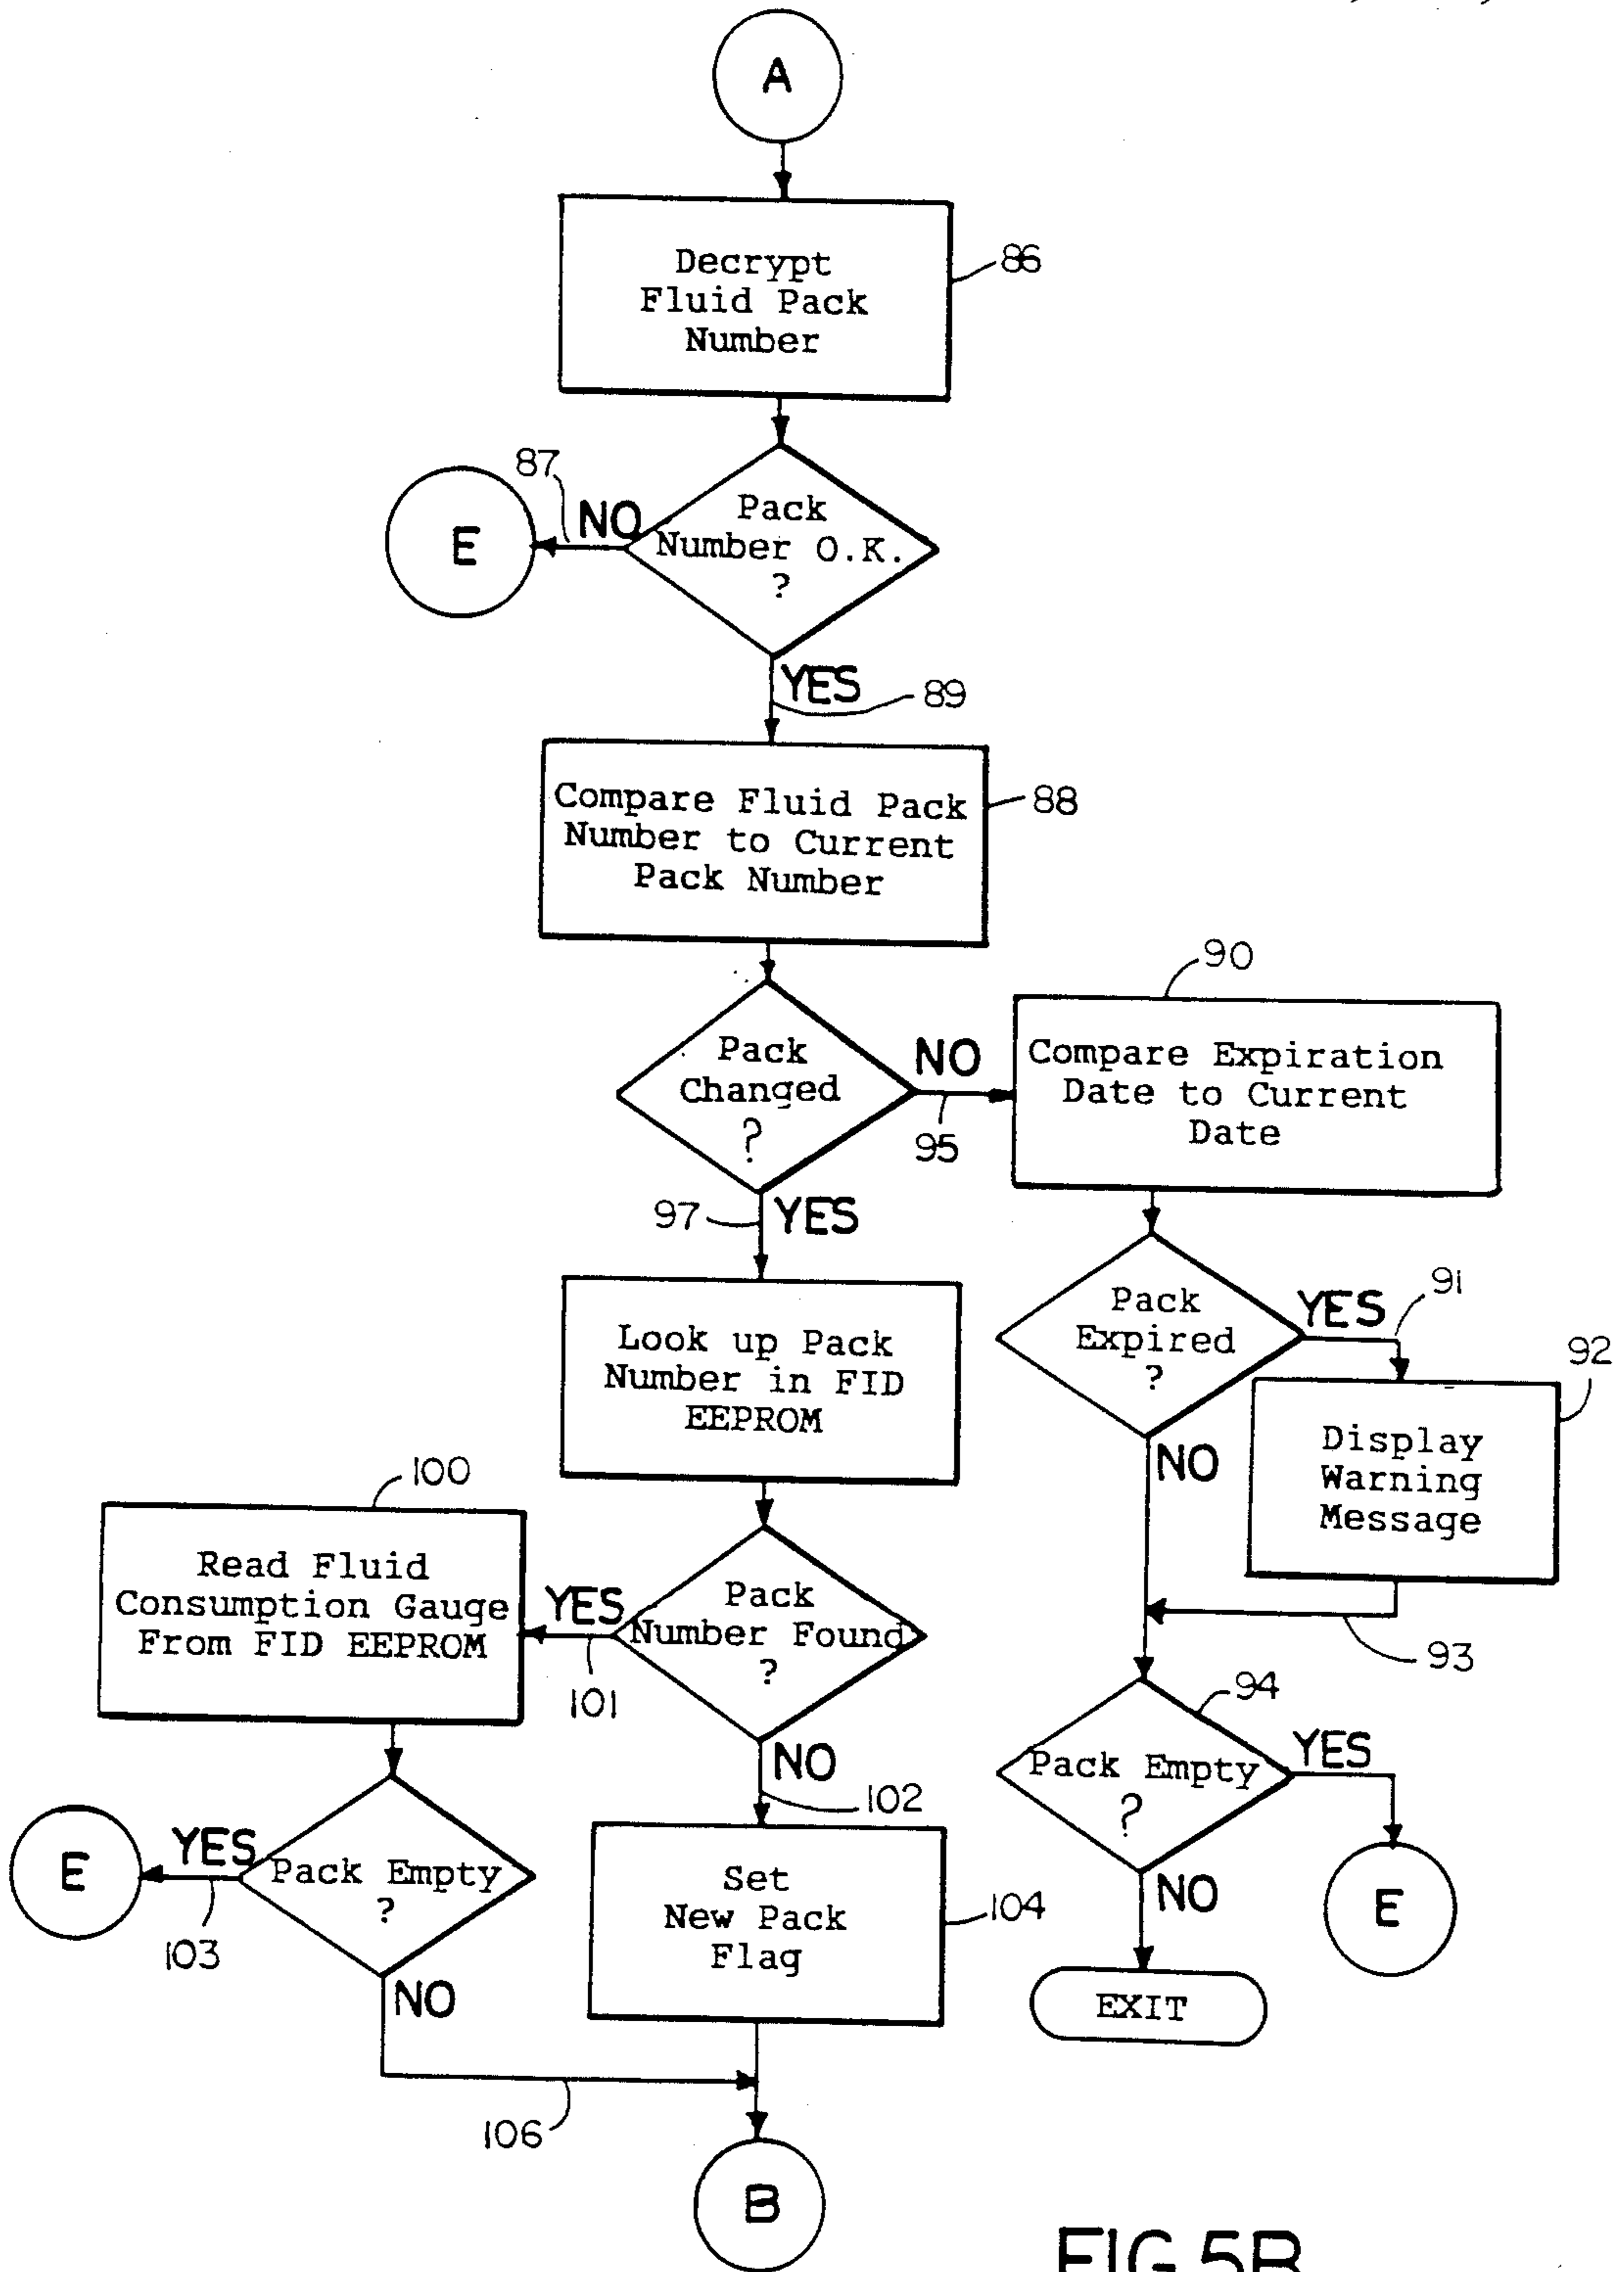 A
Decrypt
Fluid Pack
Number
86
87
NO
E
Pack
Number O.K.
?
YES
89
Compare Fluid Pack
Number to Current
Pack Number
88
Pack
Changed
?
NO
95
90
Compare Expiration
Date to Current
Date
97
YES
Pack
Expired
?
YES
91
92
Look up Pack
Number in FID
EEPROM
NO
Display
Warning
Message
100
Read Fluid
Consumption Gauge
From FID EEPROM
YES
101
Pack
Number Found
?
93
94
NO
102
Pack Empty
?
YES
E
YES
103
Pack Empty
?
E
Set
New Pack
Flag
104
NO
EXIT
NO
106
B
FIG.5B